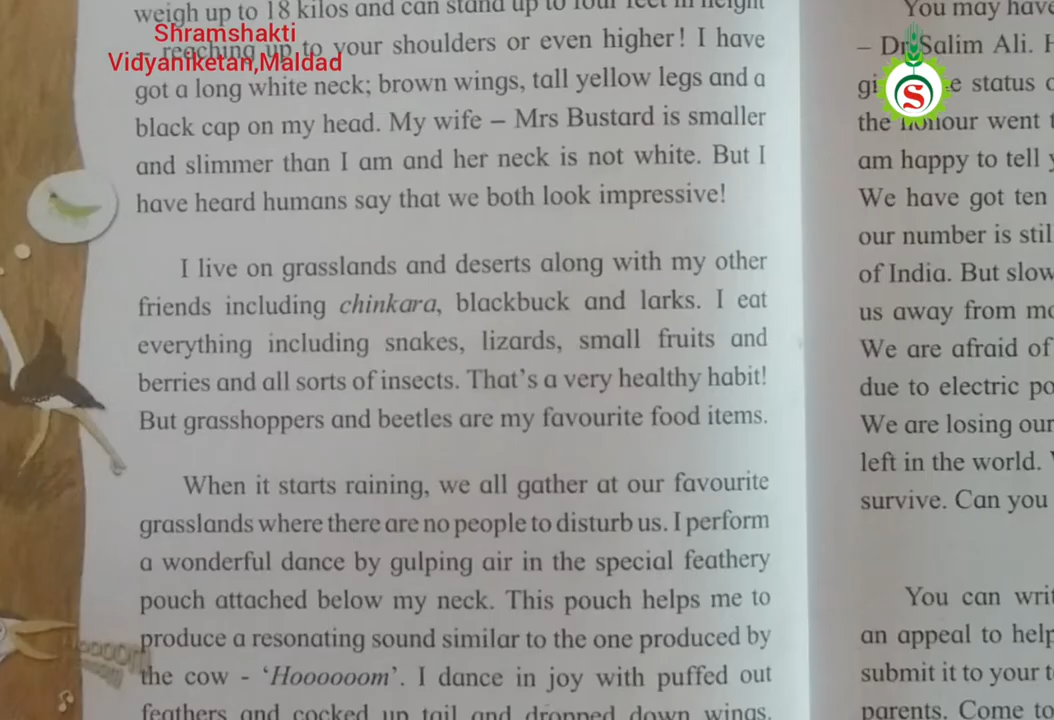 weigh up to 18 kilos and can stand up to four feet in height
Shramshakti
Vidyaniketan,Maldad
– reaching up to your shoulders or even higher! I have
got a long white neck; brown wings, tall yellow legs and a
black cap on my head. My wife – Mrs Bustard is smaller
and slimmer than I am and her neck is not white. But I
have heard humans say that we both look impressive!
I live on grasslands and deserts along with my other
friends including chinkara, blackbuck and larks. I eat
everything including snakes, lizards, small fruits and
berries and all sorts of insects. That's a very healthy habit!
But grasshoppers and beetles are my favourite food items.
When it starts raining, we all gather at our favourite
grasslands where there are no people to disturb us. I perform
a wonderful dance by gulping air in the special feathery
pouch attached below my neck. This pouch helps me to
produce a resonating sound similar to the one produced by
the cow - 'Hoooooom'. I dance in joy with puffed out
feathers and cocked up tail and dropped down wings.
You may have
– Dr Salim Ali.
S
status
the honour went
am happy to tell
We have got ten
our number is
of India. But slow
us away from
We are afraid of
due to electric
We are losing our
left in the world.
survive. Can you
You can
an appeal to help
submit it to your
parents. Come to